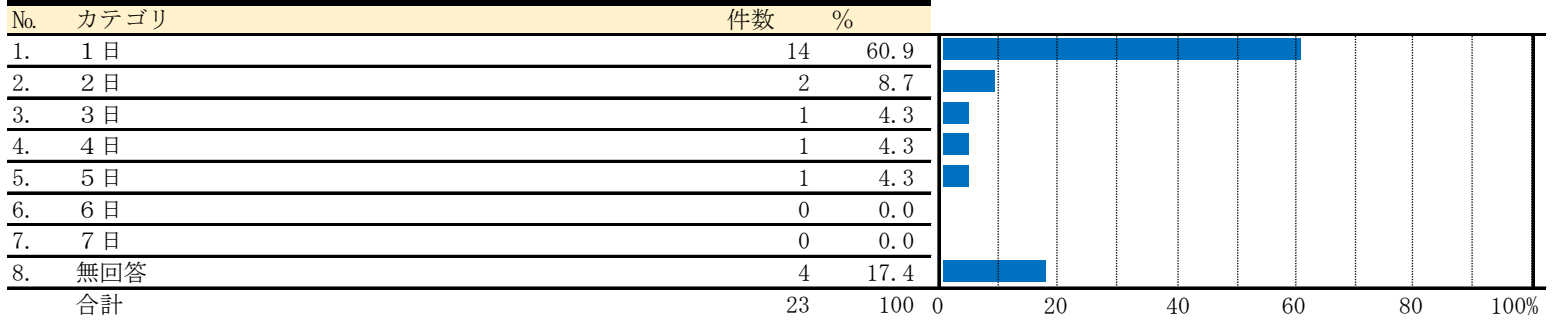 № カテゴリ 件数 %
1. １日 14 60.9
2. ２日 2 8.7
3. ３日 1 4.3
4. ４日 1 4.3
5. ５日 1 4.3
6. ６日 0 0.0
7. ７日 0 0.0
8. 無回答 4 17.4
合計 23 100 0 20 40 60 80 100%